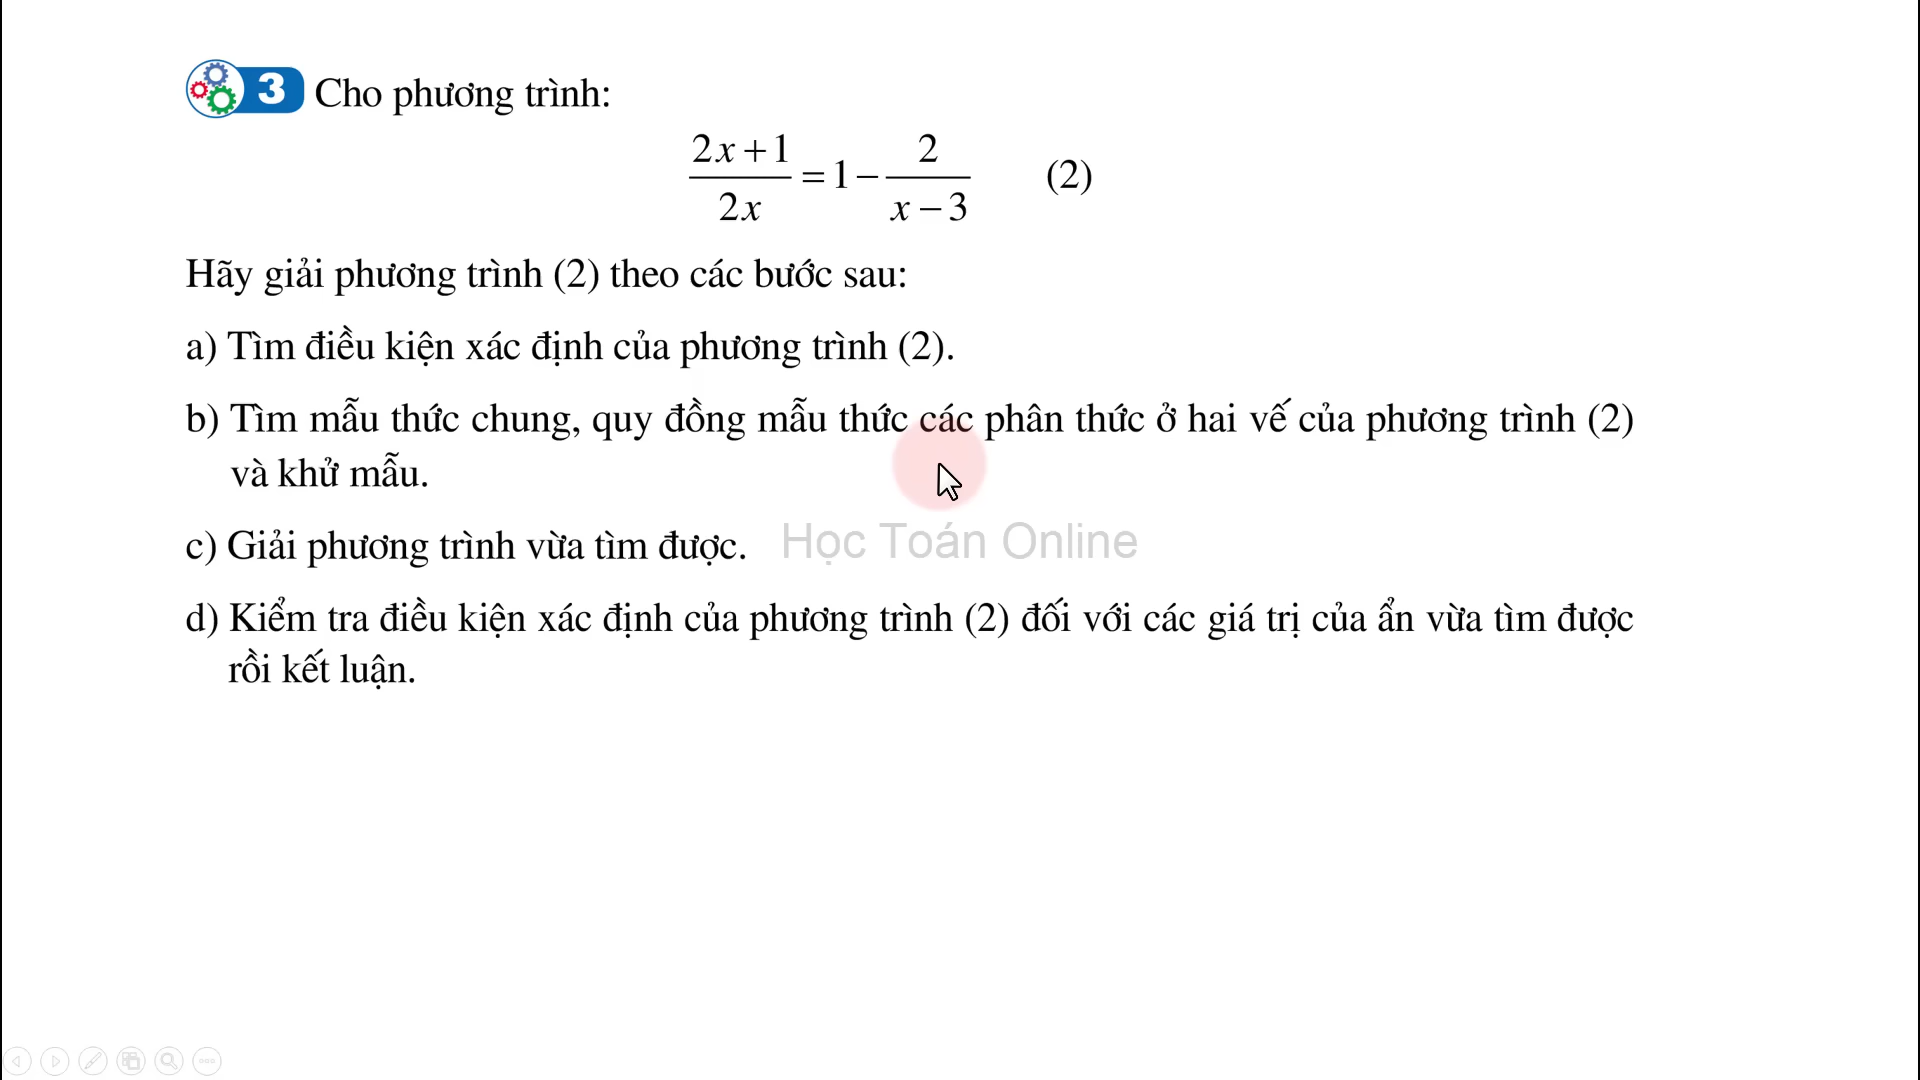 3 Cho phương trình:
2x + 1 / 2x = 1 − 2 / x − 3 (2)
Hãy giải phương trình (2) theo các bước sau:
a) Tìm điều kiện xác định của phương trình (2).
b) Tìm mẫu thức chung, quy đồng mẫu thức các phân thức ở hai vế của phương trình (2)
và khử mẫu.
c) Giải phương trình vừa tìm được.
Học Toán Online
d) Kiểm tra điều kiện xác định của phương trình (2) đối với các giá trị của ẩn vừa tìm được
rồi kết luận.